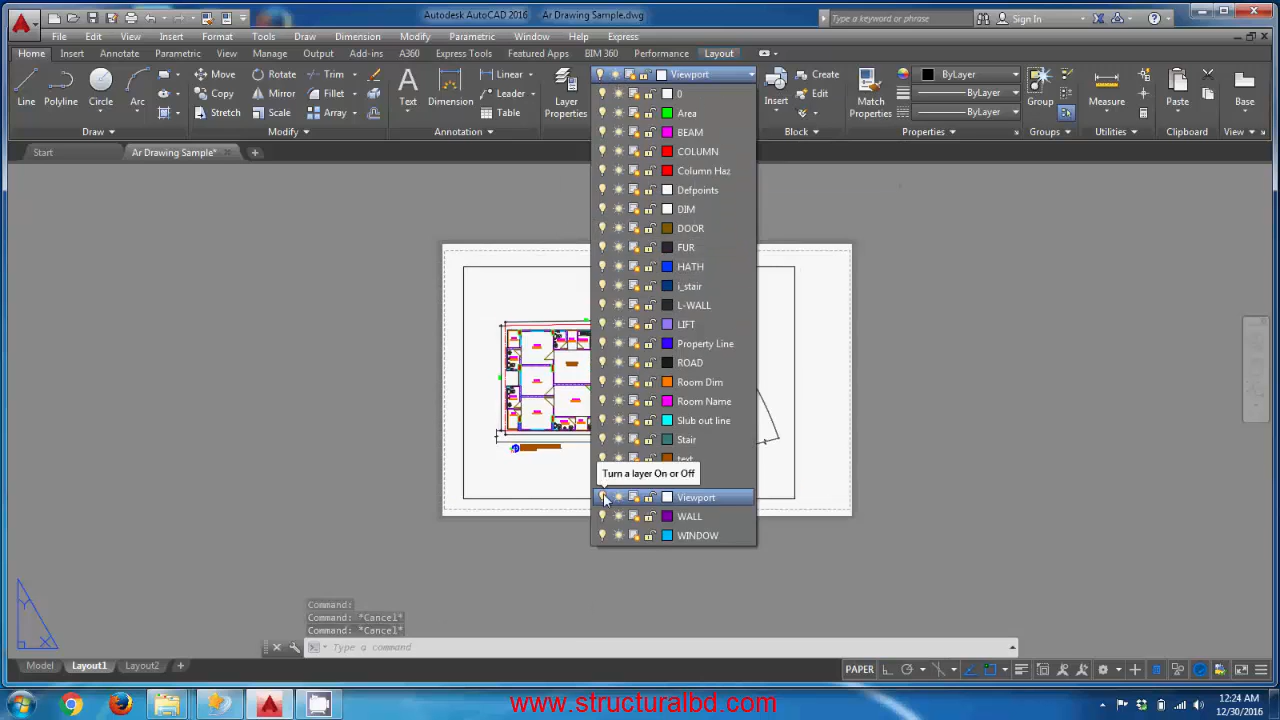 Autodesk AutoCAD 2016 Ar Drawing Sample.dwg
Type a keyword or phrase
Sign In
File Edit View Insert Format Tools Draw Dimension Modify Parametric Window Help Express
Home Insert Annotate Parametric View Manage Output Add-ins A360 Express Tools Featured Apps BIM 360 Performance Layout
Line Polyline Circle Arc
Move Rotate Trim
Copy Mirror Fillet
Stretch Scale Array
Text Dimension
Linear
Leader
Table
Layer Properties
Viewport
Insert
Create
Edit
Match Properties
ByLayer
ByLayer
ByLayer
Group Measure Paste Base
Draw Modify Annotation Block Properties Groups Utilities Clipboard View
Start Ar Drawing Sample*
0
Area
BEAM
COLUMN
Column Haz
Defpoints
DIM
DOOR
FUR
HATH
i_stair
L-WALL
LIFT
Property Line
ROAD
Room Dim
Room Name
Slub out line
Stair
text
Turn a layer On or Off
Viewport
WALL
WINDOW
Y
X
Command:
Command: *Cancel*
Command: *Cancel*
Type a command
Model Layout1 Layout2
PAPER
www.structuralbd.com
12:24 AM
12/30/2016